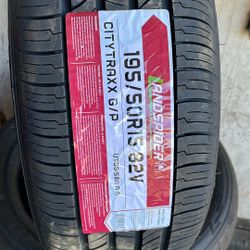 LANDSPIDER
195/50R15 82V
CITYTRAXX G/P